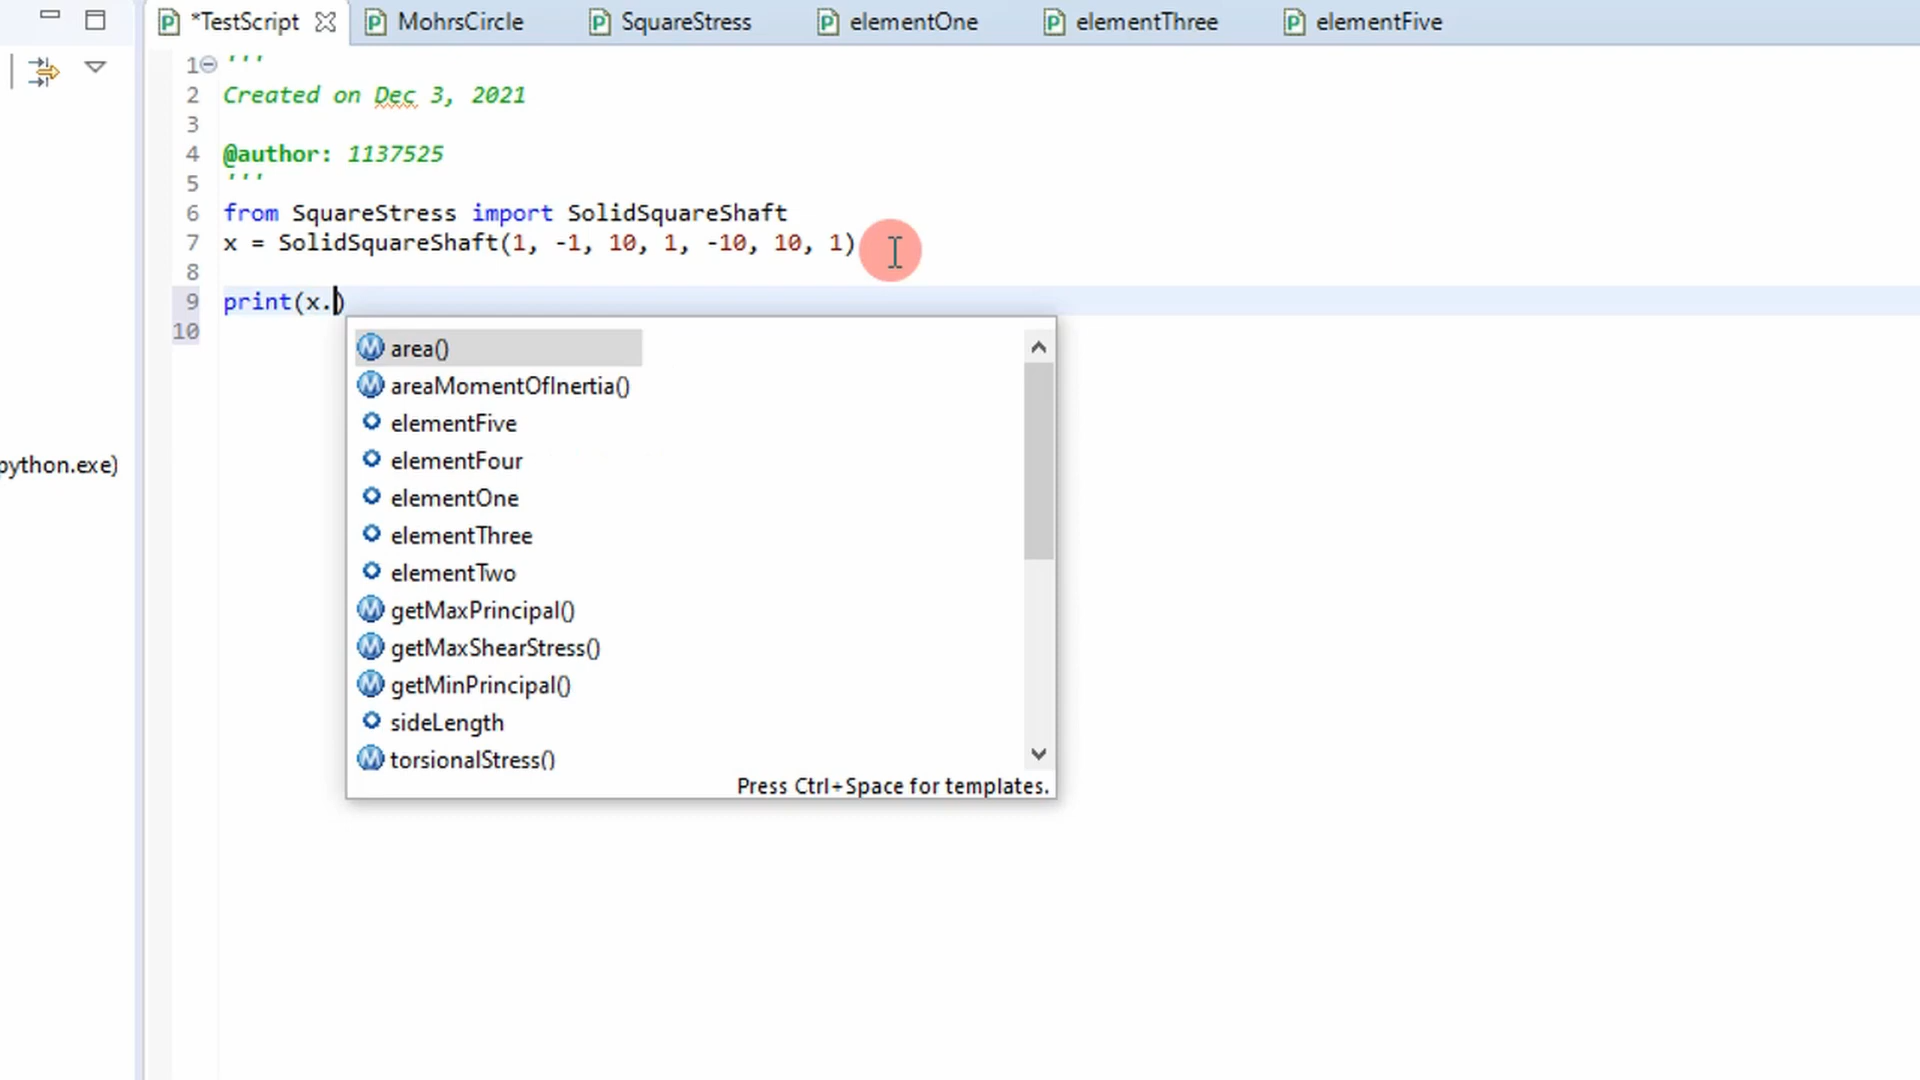 *TestScript
MohrsCircle
SquareStress
elementOne
elementThree
elementFive
1 '''
2 Created on Dec 3, 2021
3
4 @author: 1137525
5 '''
6 from SquareStress import SolidSquareShaft
7 x = SolidSquareShaft(1, -1, 10, 1, -10, 10, 1)
8
9 print(x.)
10
area()
areaMomentOfInertia()
elementFive
elementFour
python.exe)
elementOne
elementThree
elementTwo
getMaxPrincipal()
getMaxShearStress()
getMinPrincipal()
sideLength
torsionalStress()
Press Ctrl+Space for templates.